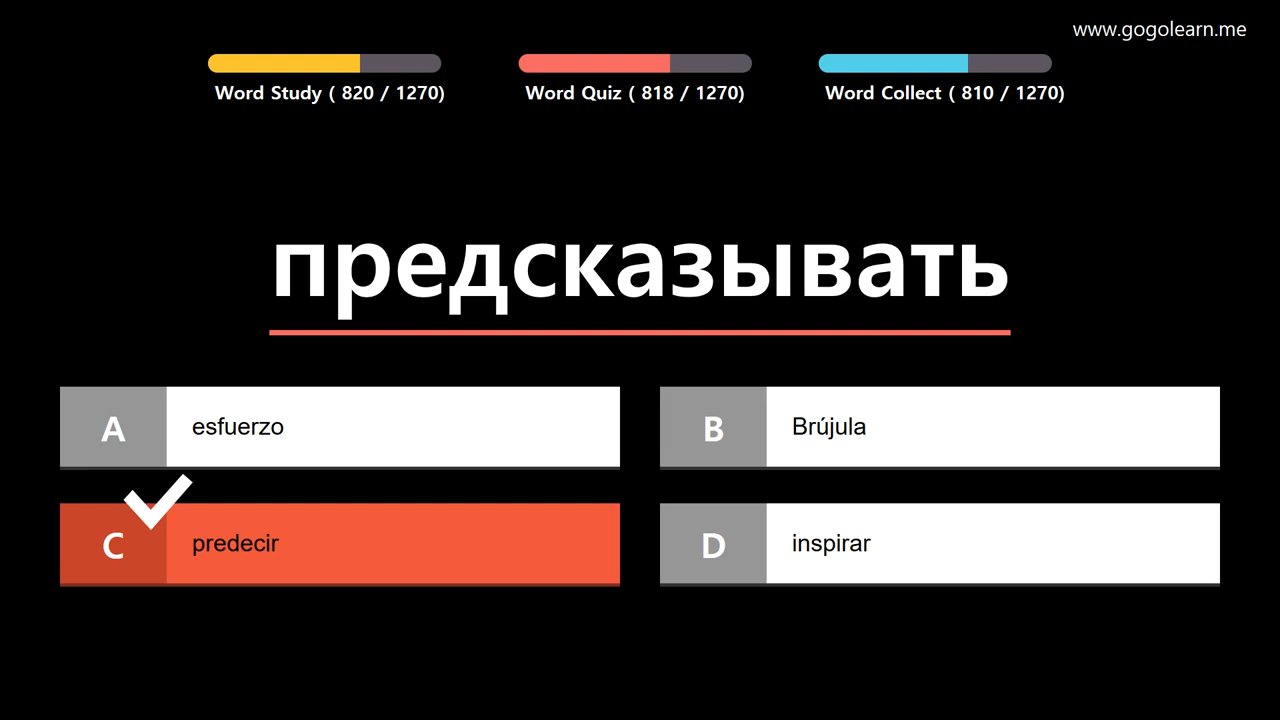 www.gogolearn.me
Word Study ( 820 / 1270)
Word Quiz ( 818 / 1270)
Word Collect ( 810 / 1270)
предсказывать
A
esfuerzo
B
Brújula
C
predecir
D
inspirar